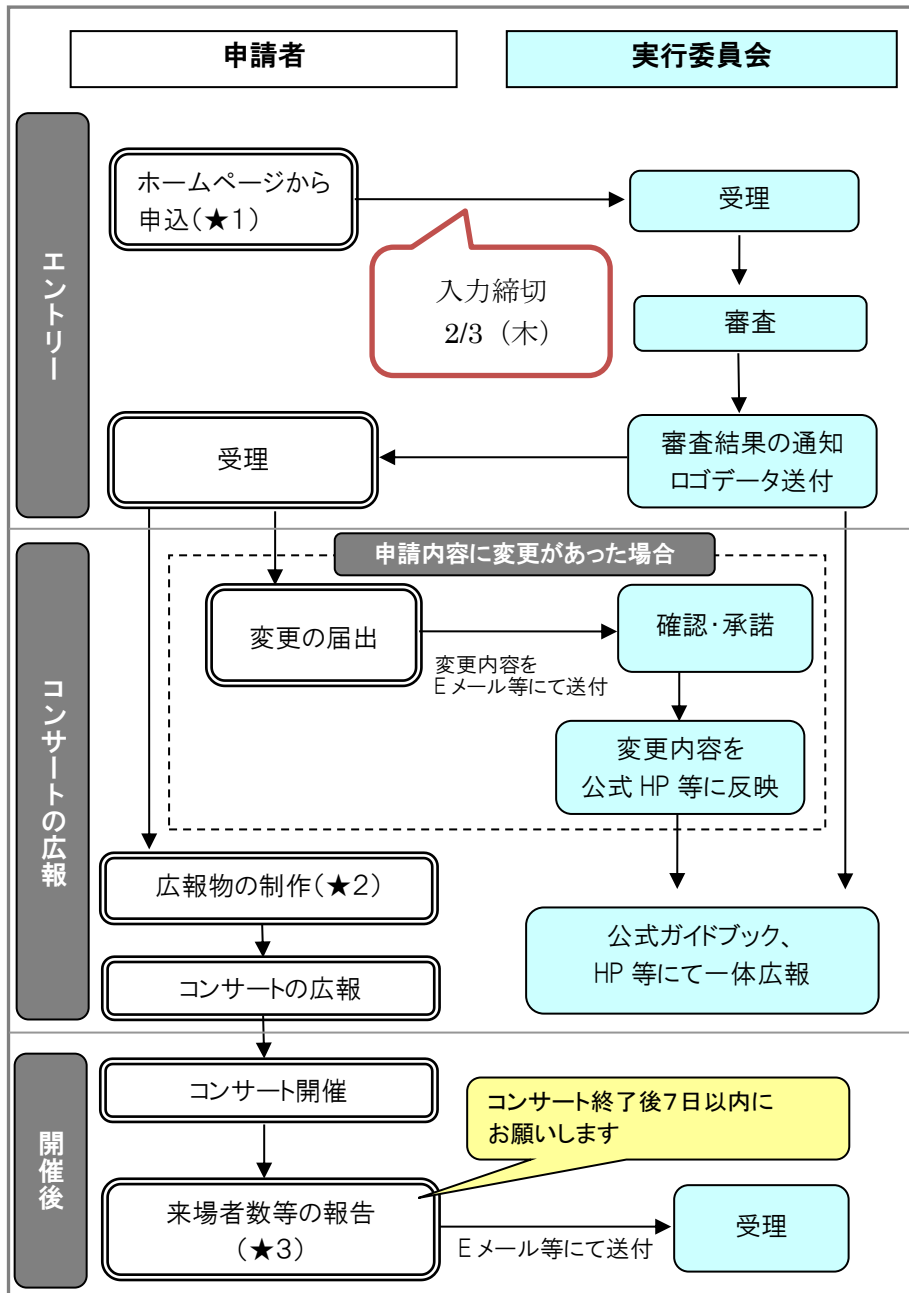 申請者
実行委員会
エントリー
ホームページから
申込(★1)
受理
入力締切
2/3（木）
審査
審査結果の通知
ロゴデータ送付
受理
コンサートの広報
申請内容に変更があった場合
変更の届出
変更内容を
Eメール等にて送付
確認・承諾
変更内容を
公式HP等に反映
広報物の制作(★2)
コンサートの広報
公式ガイドブック、
HP等にて一体広報
開催後
コンサート開催
コンサート終了後7日以内に
お願いします
来場者数等の報告
(★3)
Eメール等にて送付
受理